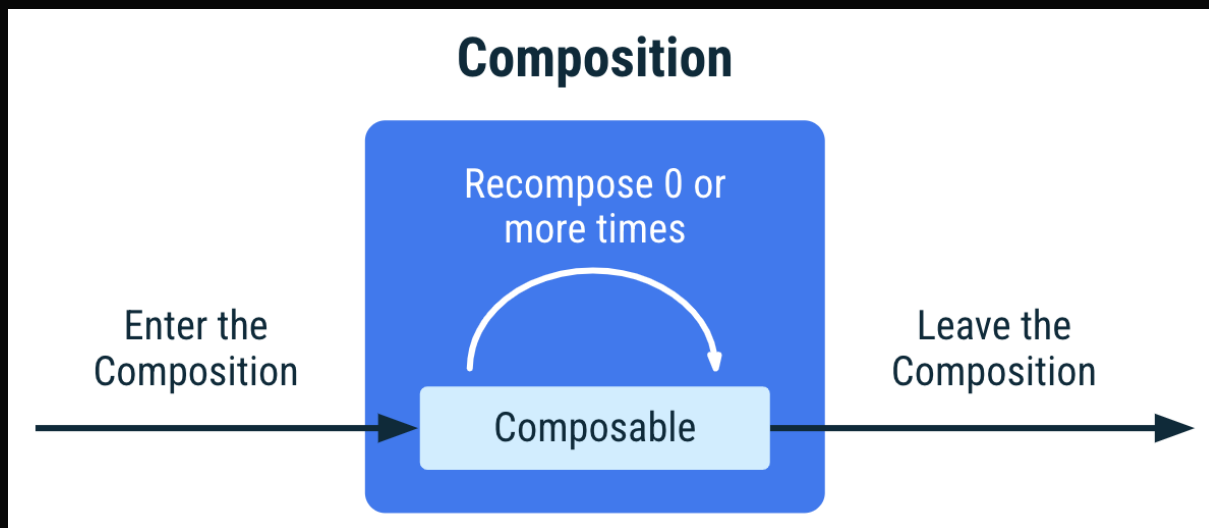 Composition
Recompose 0 or
more times
Enter the
Composition
Leave the
Composition
Composable